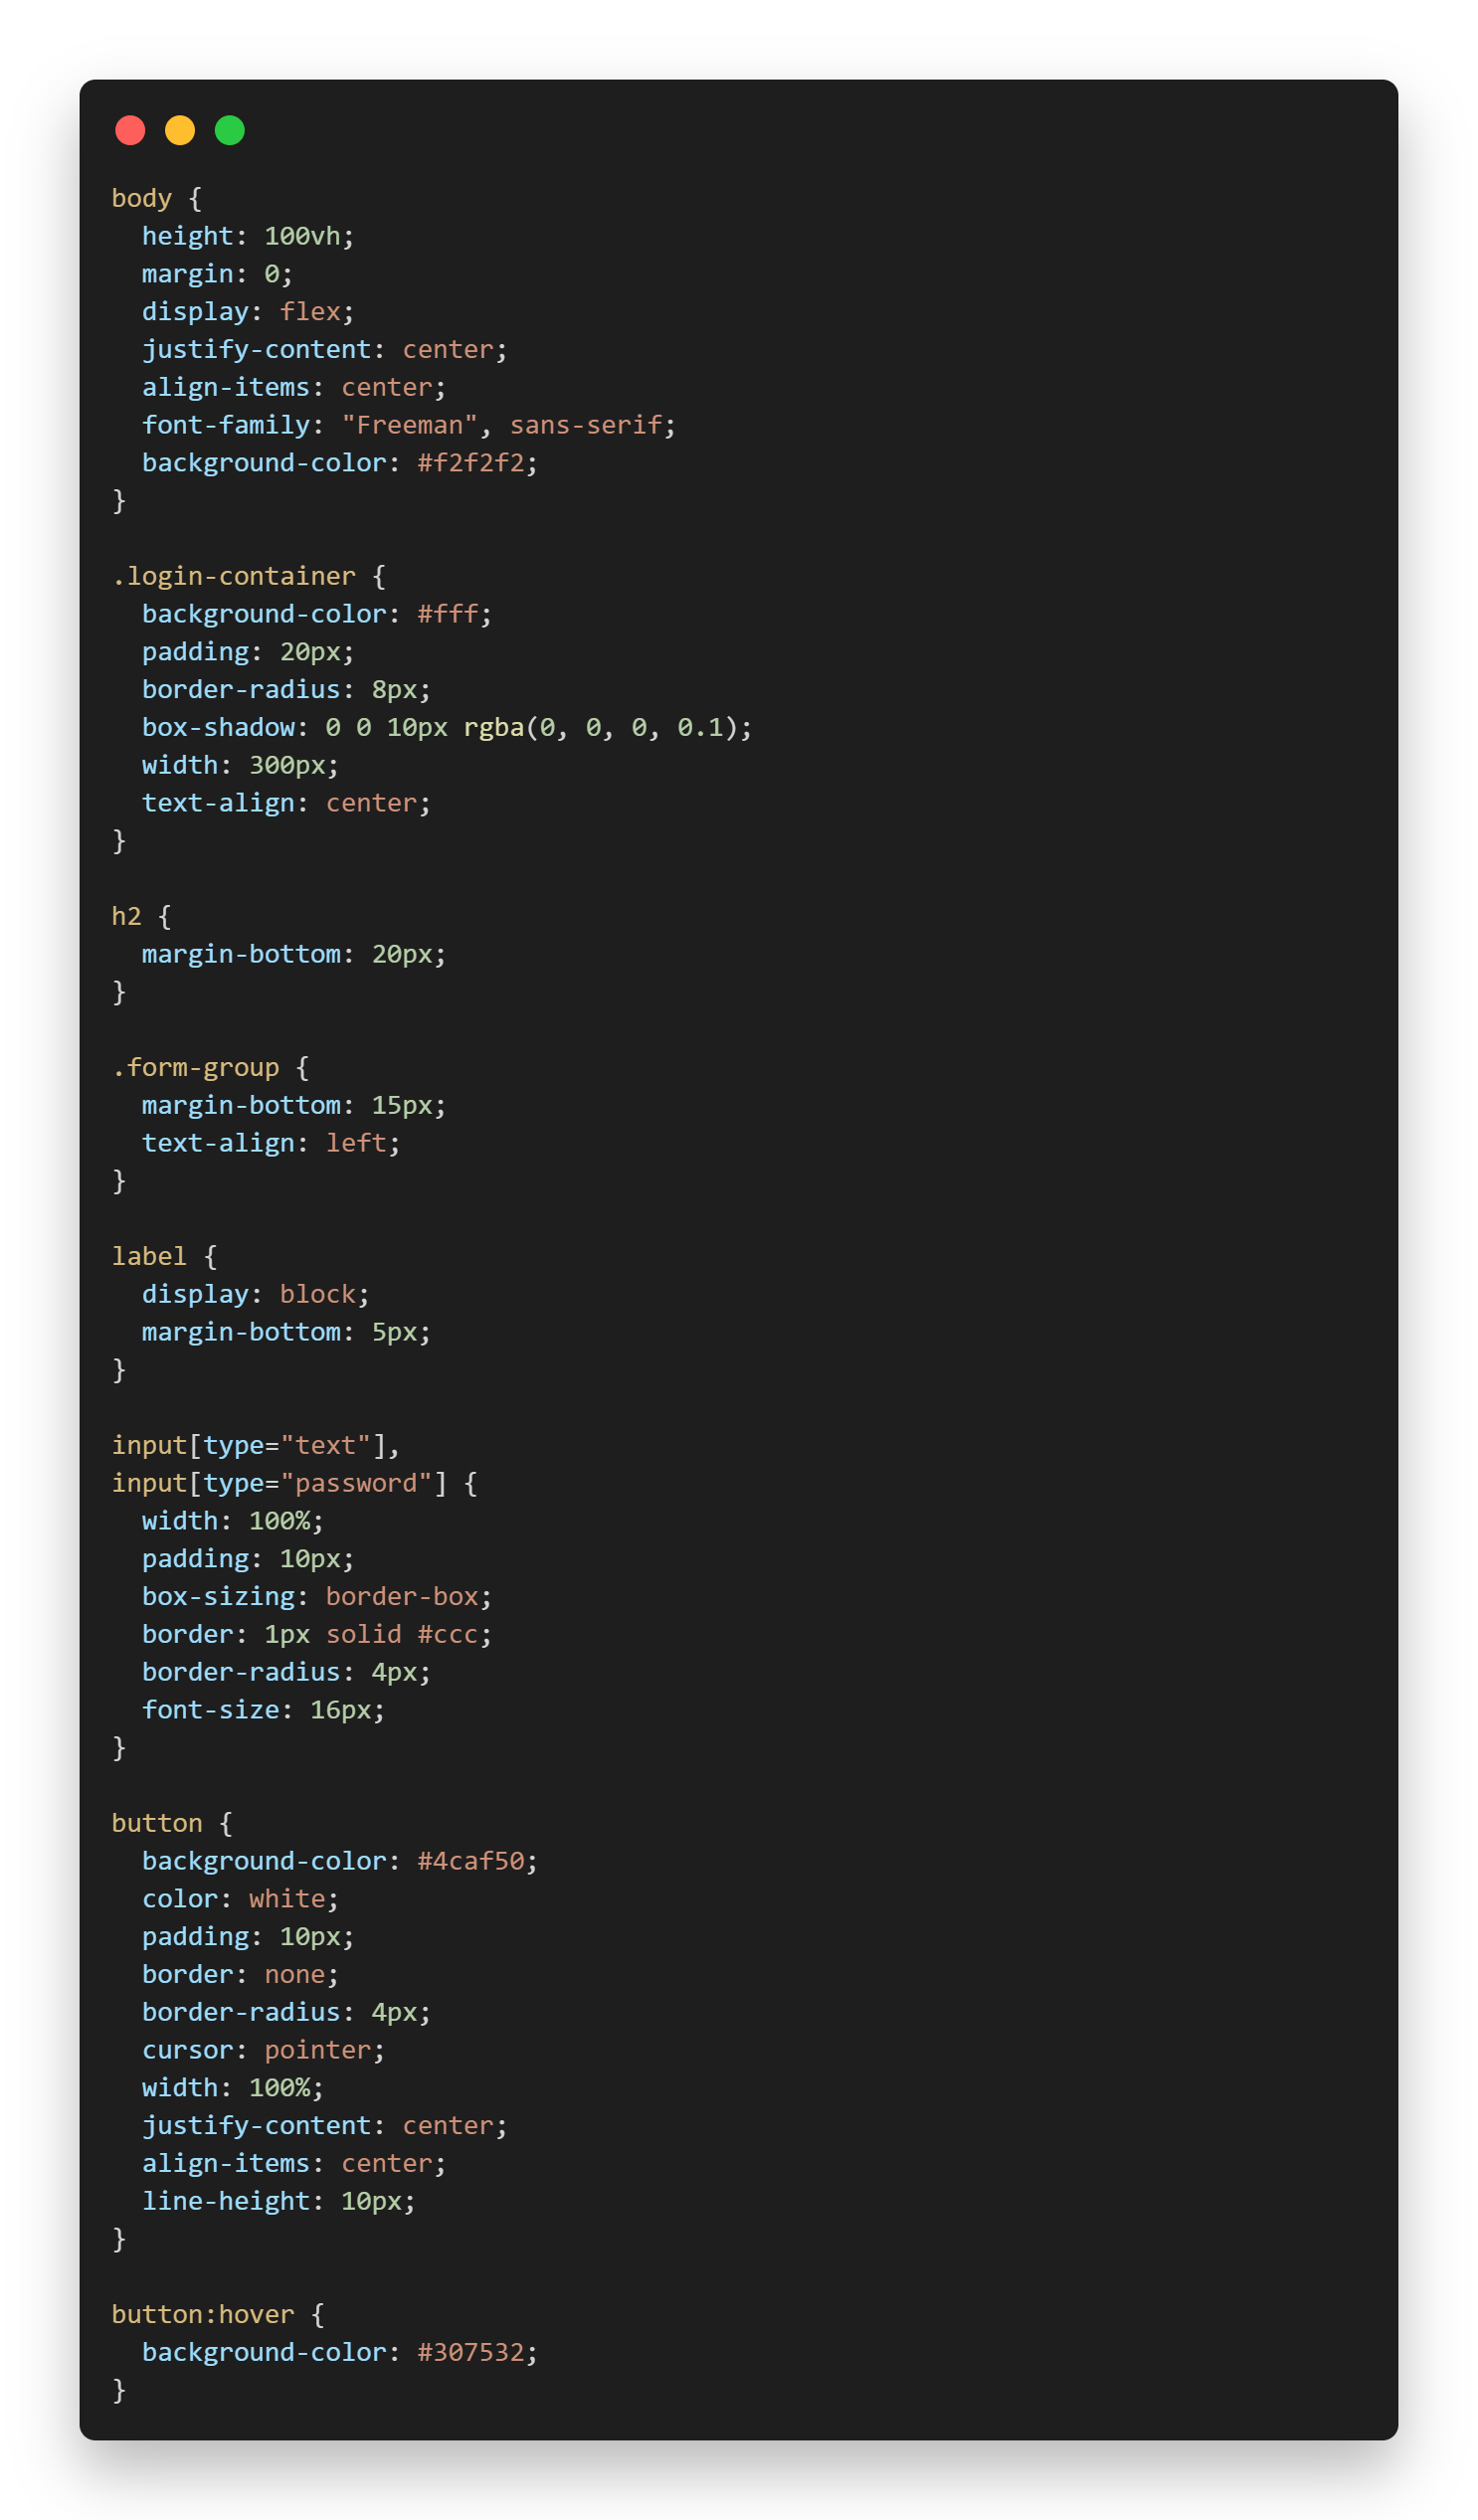 body {
  height: 100vh;
  margin: 0;
  display: flex;
  justify-content: center;
  align-items: center;
  font-family: "Freeman", sans-serif;
  background-color: #f2f2f2;
}

.login-container {
  background-color: #fff;
  padding: 20px;
  border-radius: 8px;
  box-shadow: 0 0 10px rgba(0, 0, 0, 0.1);
  width: 300px;
  text-align: center;
}

h2 {
  margin-bottom: 20px;
}

.form-group {
  margin-bottom: 15px;
  text-align: left;
}

label {
  display: block;
  margin-bottom: 5px;
}

input[type="text"],
input[type="password"] {
  width: 100%;
  padding: 10px;
  box-sizing: border-box;
  border: 1px solid #ccc;
  border-radius: 4px;
  font-size: 16px;
}

button {
  background-color: #4caf50;
  color: white;
  padding: 10px;
  border: none;
  border-radius: 4px;
  cursor: pointer;
  width: 100%;
  justify-content: center;
  align-items: center;
  line-height: 10px;
}

button:hover {
  background-color: #307532;
}